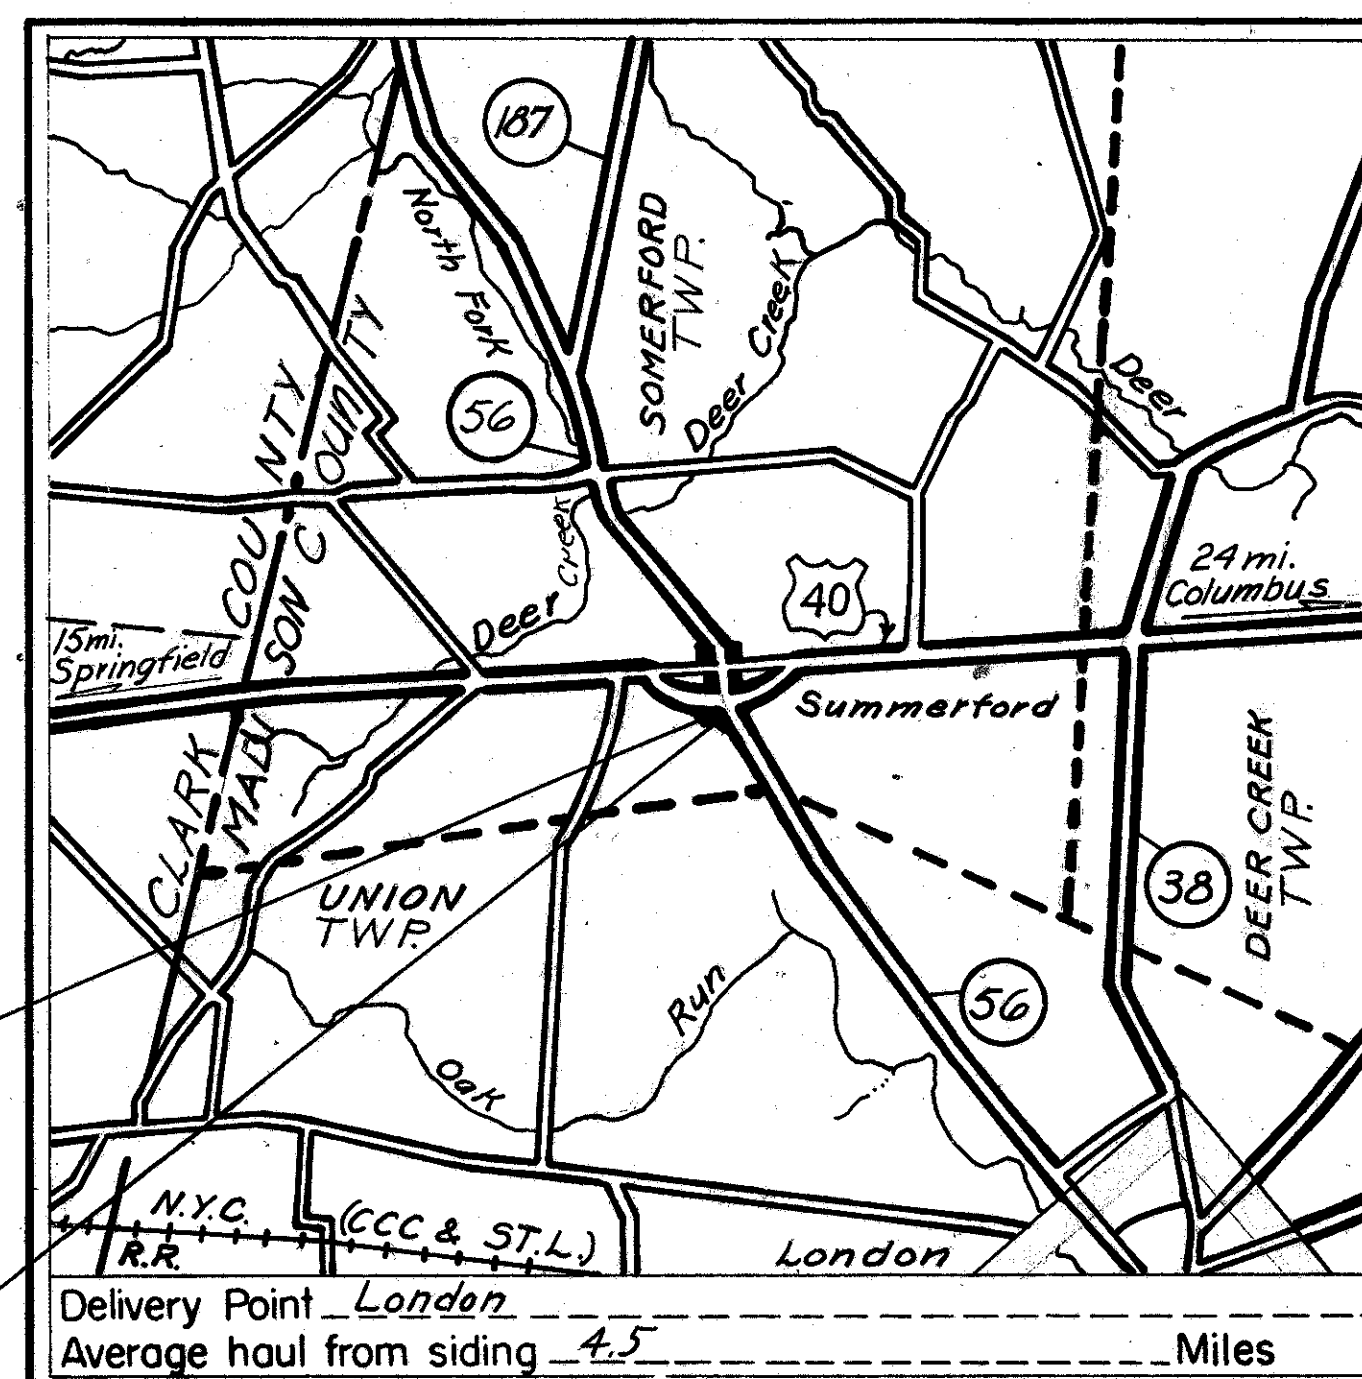 187
SOMERFORD
TWP.
North Fork
Deer Creek
56
Deer
CLARK COUNTY
MADISON COUNTY
Deer Creek
40
24 mi.
Columbus
15 mi.
Springfield
Summerford
DEER CREEK
TWP.
38
UNION
TWP.
Oak Run
56
N.Y.C. (CCC & ST.L.)
R.R.
London
Delivery Point London
Average haul from siding 4.5 Miles